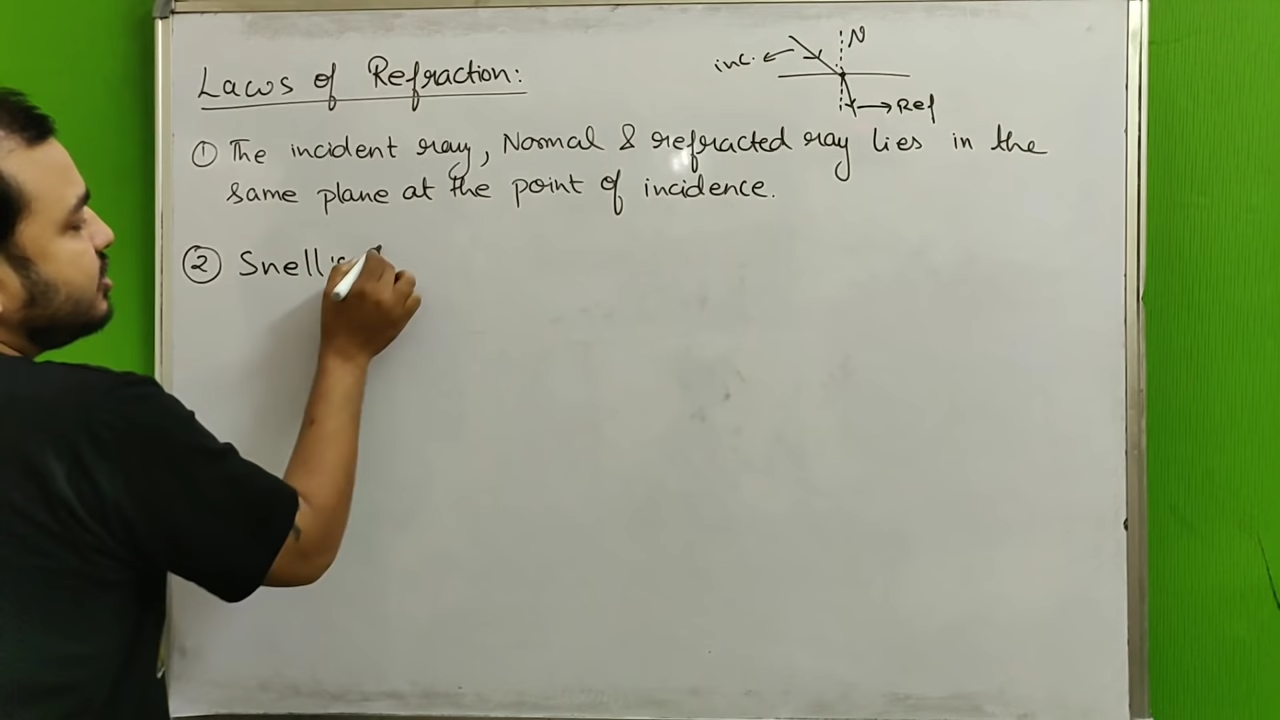 Laws of Refraction:
N
inc.
Ref
① The incident ray, Normal & refracted ray lies in the
same plane at the point of incidence.
② Snell's